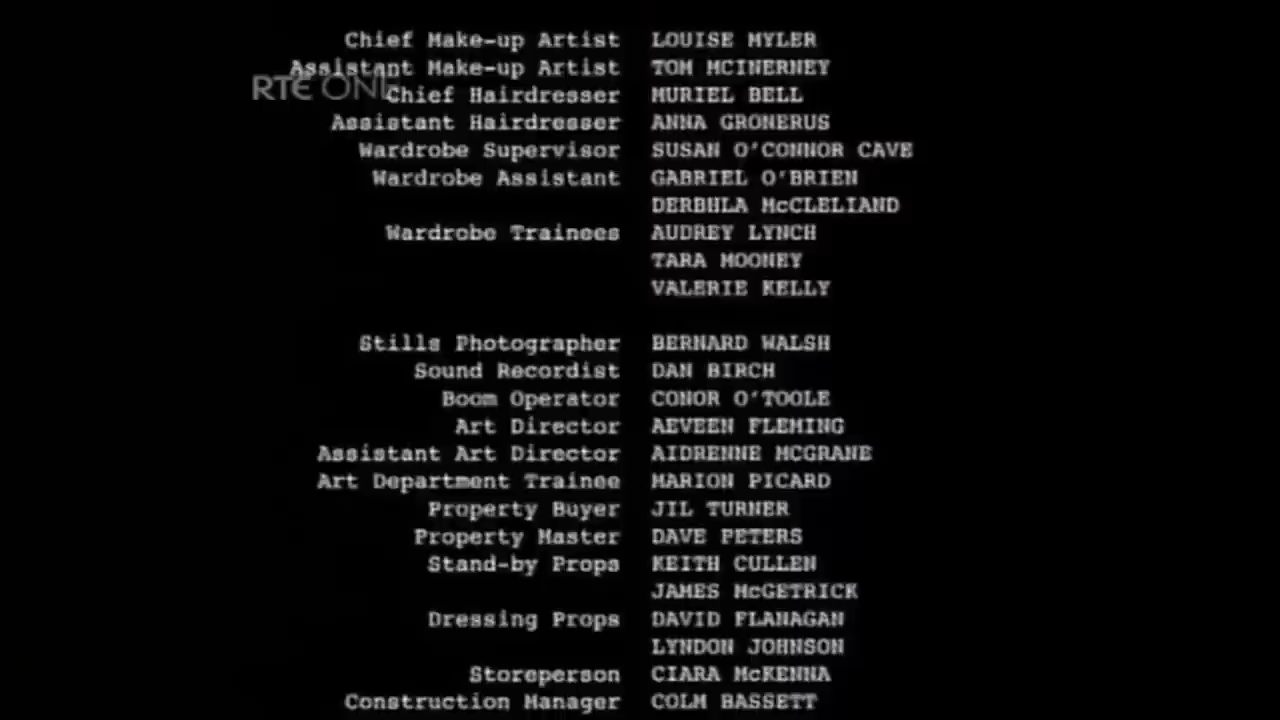 Chief Make-up Artist LOUISE MYLER
Assistant Make-up Artist TOM MCINERNEY
RTÉ ONE
Chief Hairdresser MURIEL BELL
Assistant Hairdresser ANNA GRONERUS
Wardrobe Supervisor SUSAN O'CONNOR CAVE
Wardrobe Assistant GABRIEL O'BRIEN
DERBHLA McCLELIAND
Wardrobe Trainees AUDREY LYNCH
TARA MOONEY
VALERIE KELLY
Stills Photographer BERNARD WALSH
Sound Recordist DAN BIRCH
Boom Operator CONOR O'TOOLE
Art Director AEVEEN FLEMING
Assistant Art Director AIDRENNE MCGRANE
Art Department Trainee MARION PICARD
Property Buyer JIL TURNER
Property Master DAVE PETERS
Stand-by Props KEITH CULLEN
JAMES McGETRICK
Dressing Props DAVID FLANAGAN
LYNDON JOHNSON
Storeperson CIARA McKENNA
Construction Manager COLM BASSETT